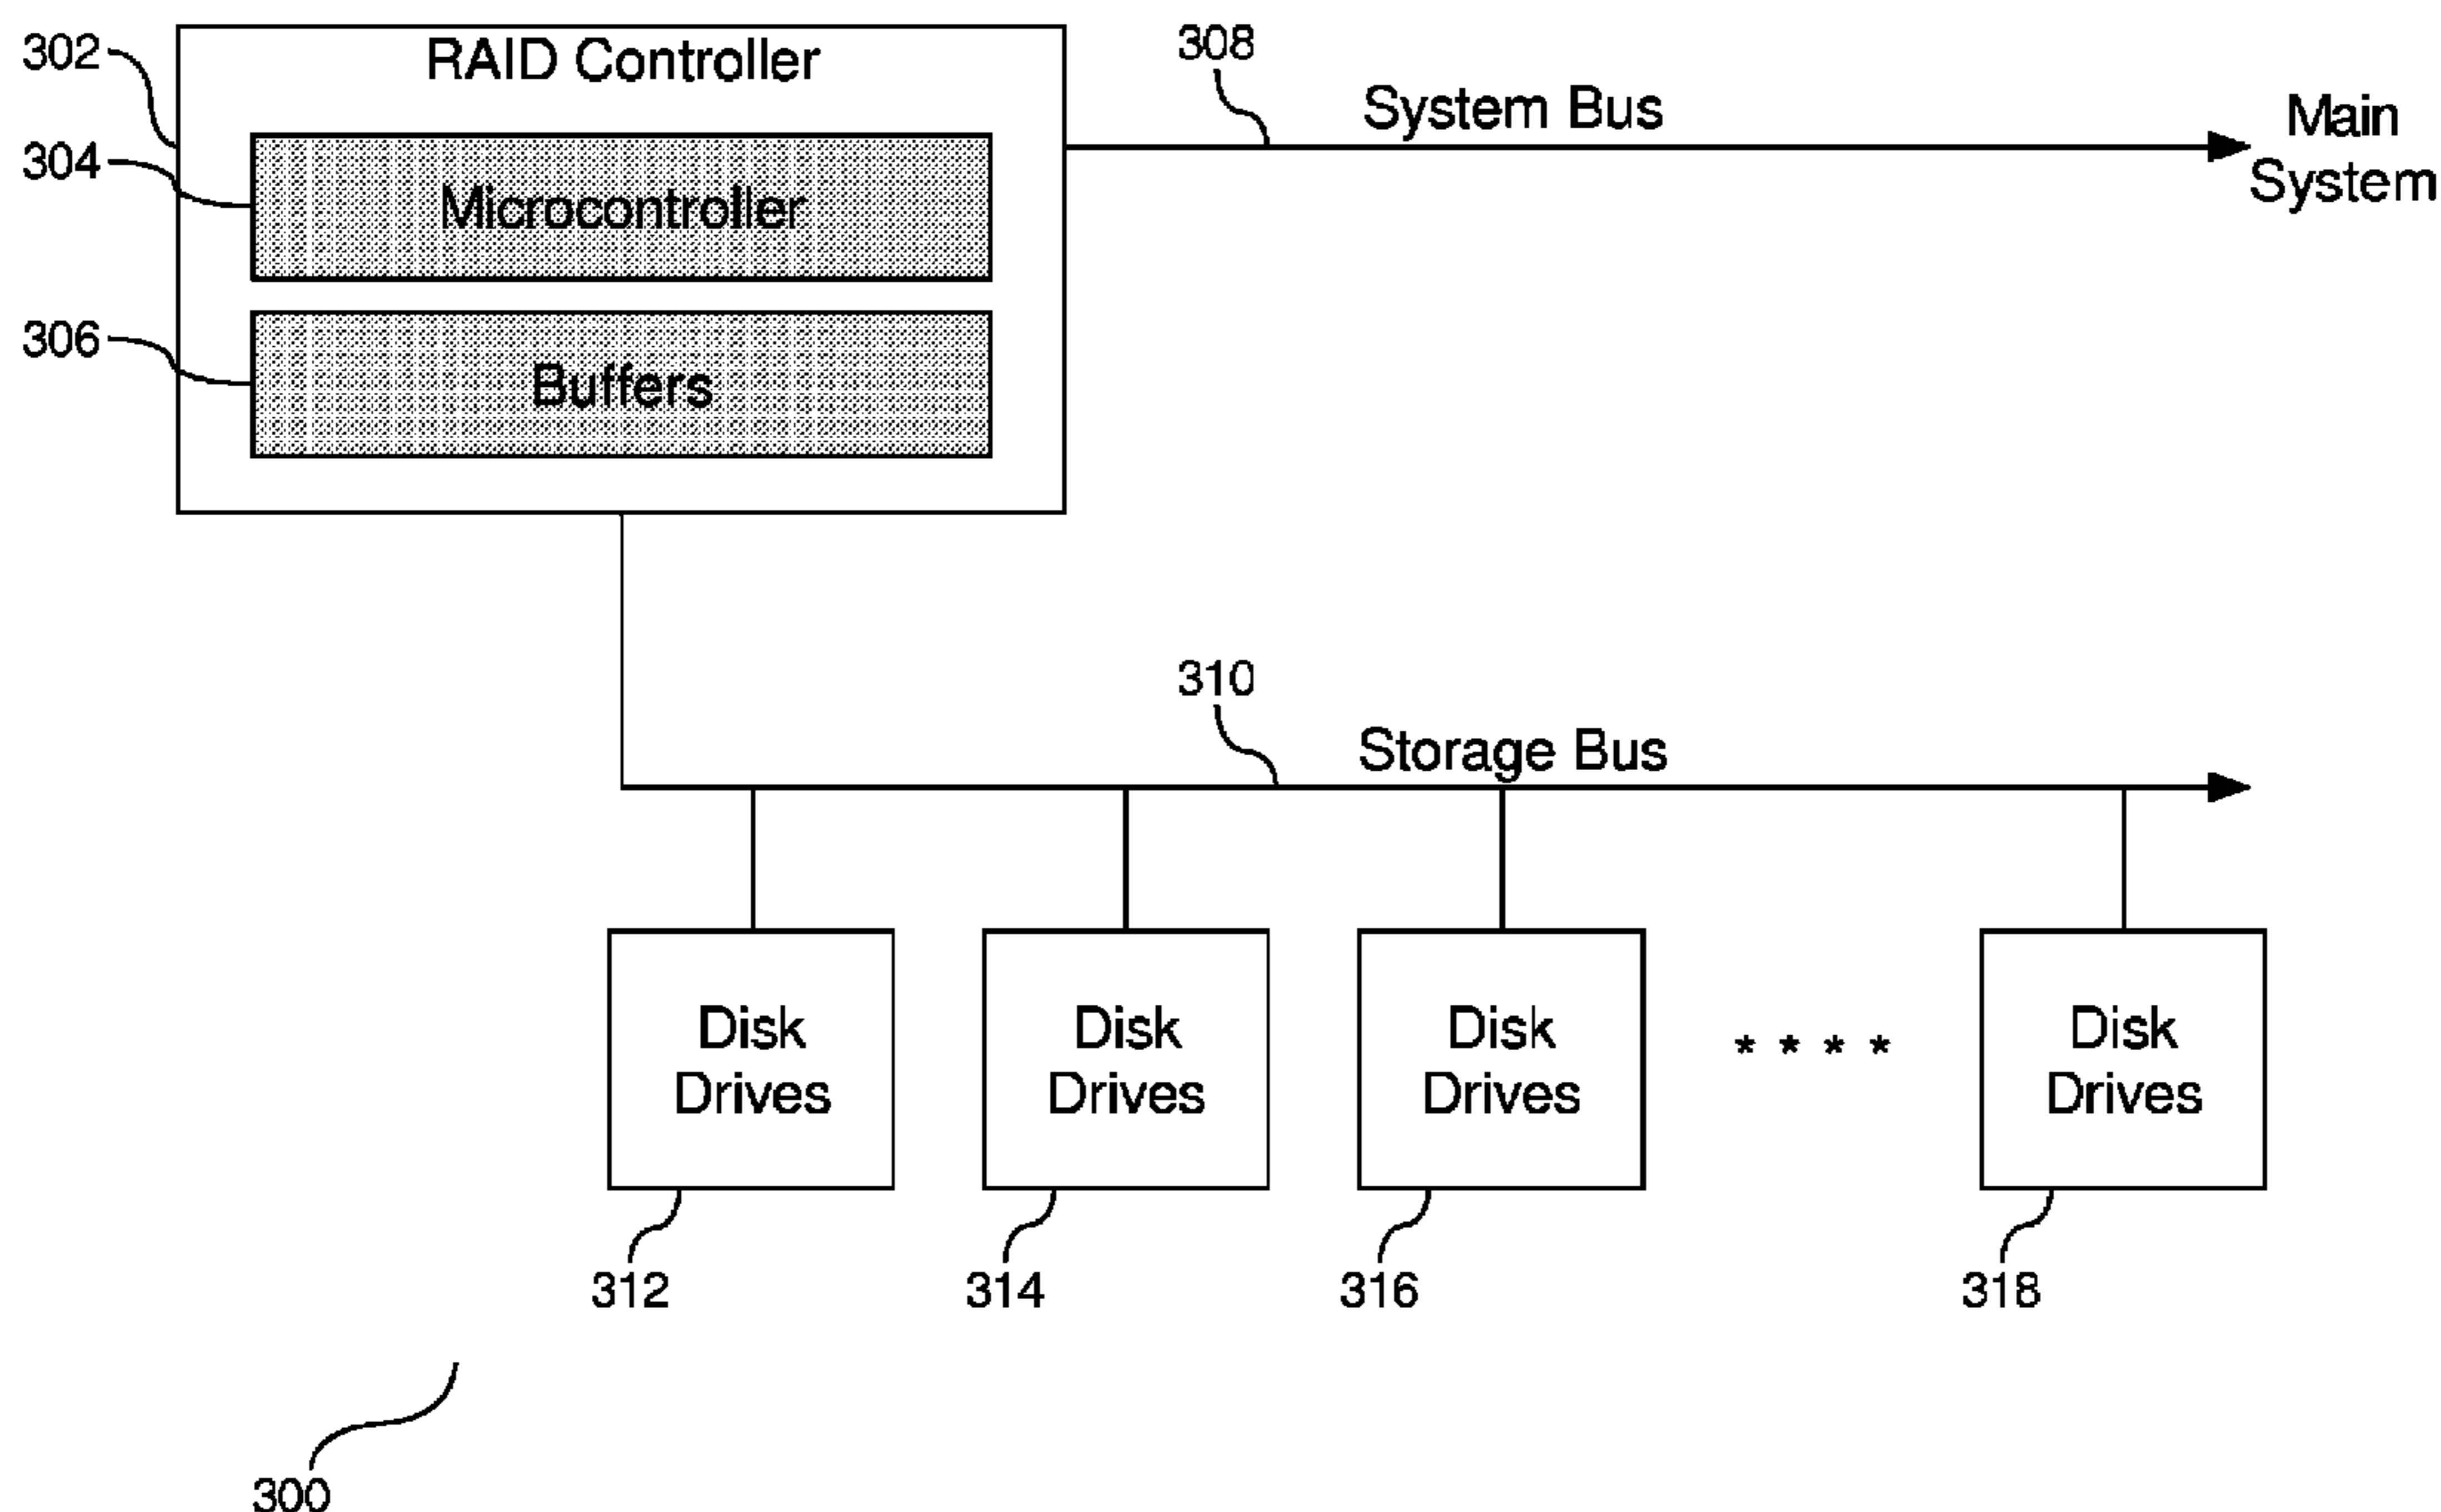 302
RAID Controller
308
System Bus
Main
System
304
Microcontroller
306
Buffers
310
Storage Bus
Disk
Drives
Disk
Drives
Disk
Drives
* * * *
Disk
Drives
312
314
316
318
300